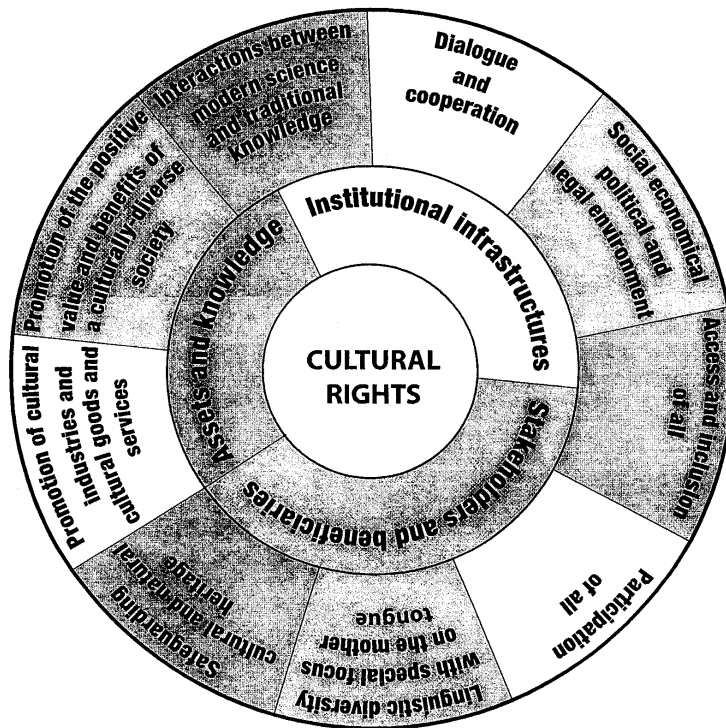 CULTURAL
RIGHTS
Institutional infrastructures
Stakeholders and beneficiaries
Assets and knowledge
Dialogue
and
cooperation
Social economical
political and
legal environment
Access and inclusion
of all
Participation
of all
Linguistic diversity
with special focus
on the mother
tongue
Safeguarding
cultural and natural
heritage
Promotion of cultural
industries and
cultural goods and
services
Promotion of the positive
value and benefits of
a culturally diverse
society
Interactions between
modern science
and traditional
knowledge